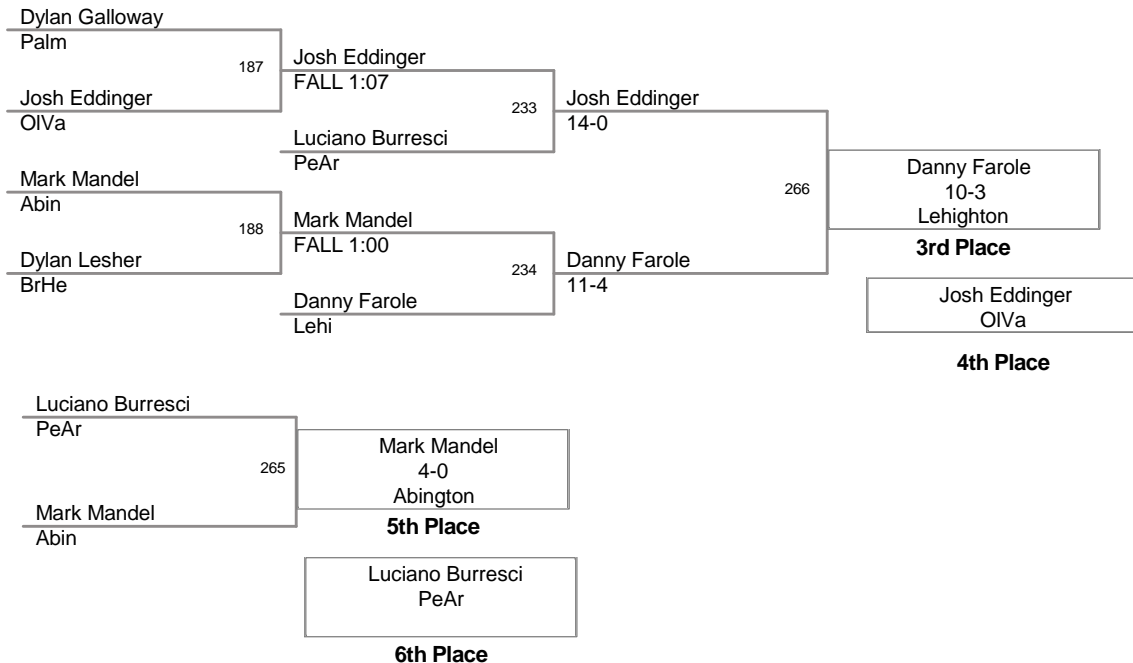 Dylan Galloway
Palm
187
Josh Eddinger
FALL 1:07
Josh Eddinger
OlVa
233
Josh Eddinger
14-0
Luciano Burresci
PeAr
Mark Mandel
Abin
188
Mark Mandel
FALL 1:00
Dylan Lesher
BrHe
234
Danny Farole
11-4
Danny Farole
Lehi
266
Danny Farole
10-3
Lehighton
3rd Place
Josh Eddinger
OlVa
4th Place
Luciano Burresci
PeAr
265
Mark Mandel
Abin
Mark Mandel
4-0
Abington
5th Place
Luciano Burresci
PeAr
6th Place